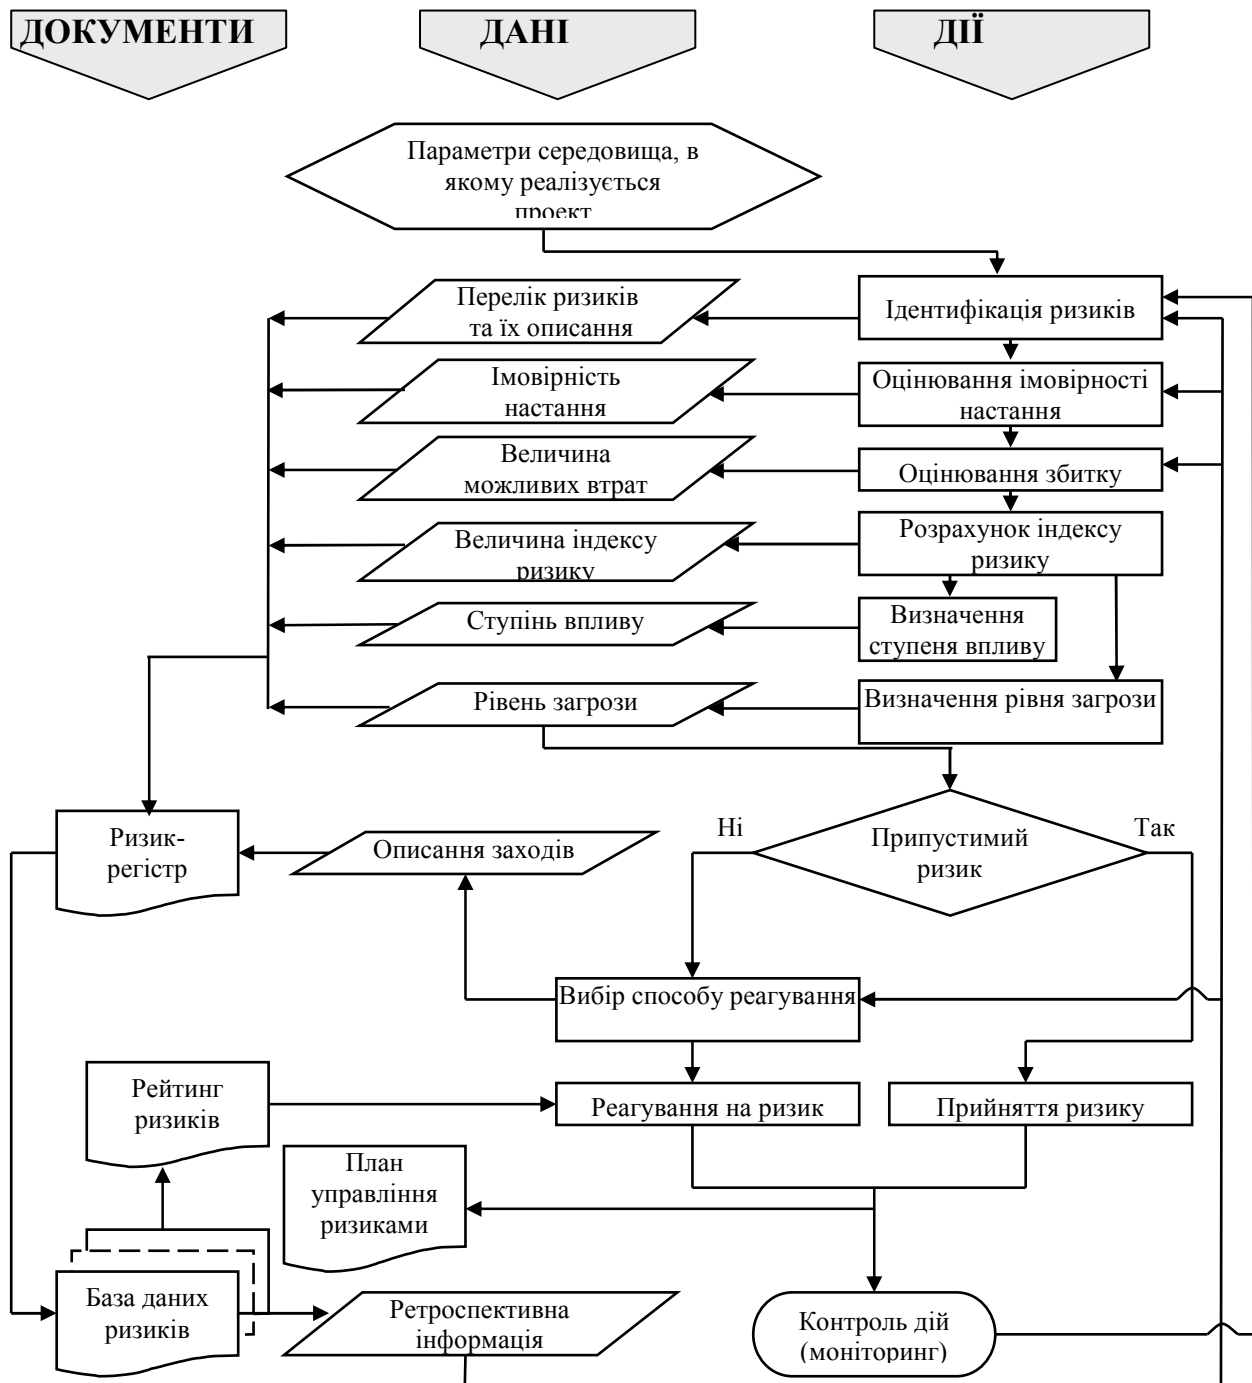 ДОКУМЕНТИ
ДАНІ
ДІЇ
Параметри середовища, в
якому реалізується
проект
Перелік ризиків
та їх описання
Ідентифікація ризиків
Імовірність
настання
Оцінювання імовірності
настання
Величина
можливих втрат
Оцінювання збитку
Величина індексу
ризику
Розрахунок індексу
ризику
Ступінь впливу
Визначення
ступеня впливу
Рівень загрози
Визначення рівня загрози
Ні
Припустимий
ризик
Так
Ризик-
регістр
Описання заходів
Вибір способу реагування
Рейтинг
ризиків
Реагування на ризик
Прийняття ризику
План
управління
ризиками
База даних
ризиків
Ретроспективна
інформація
Контроль дій
(моніторинг)